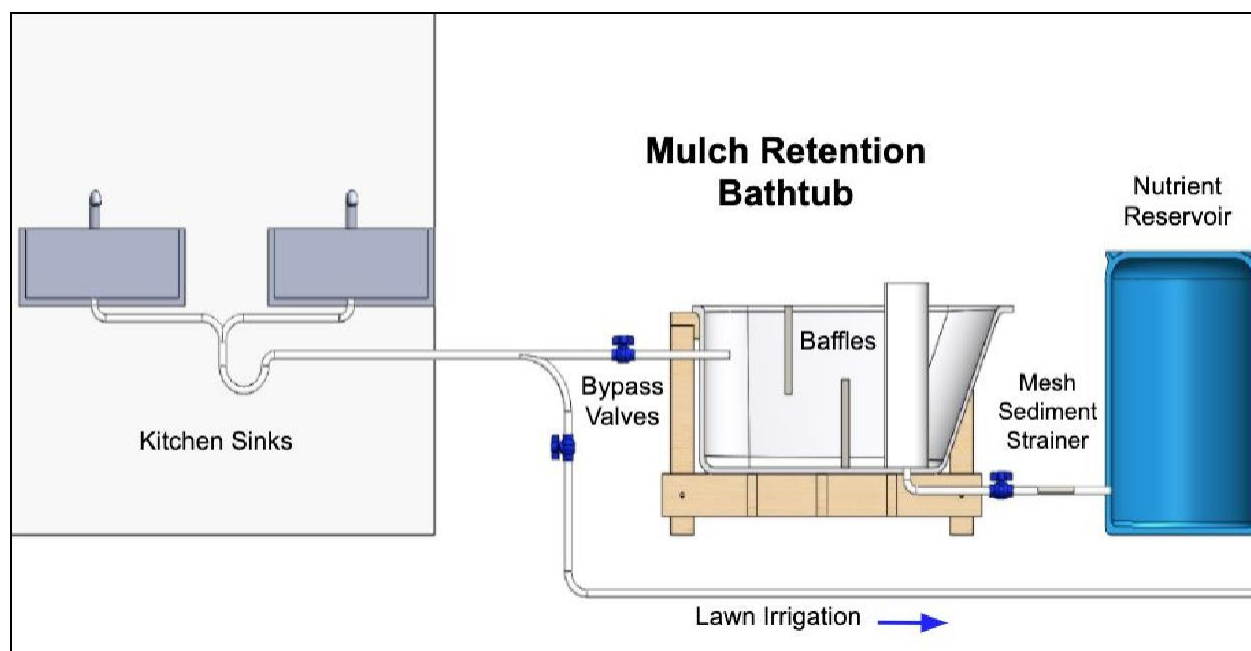 Mulch Retention
Bathtub
Nutrient
Reservoir
Baffles
Bypass
Valves
Mesh
Sediment
Strainer
Kitchen Sinks
Lawn Irrigation